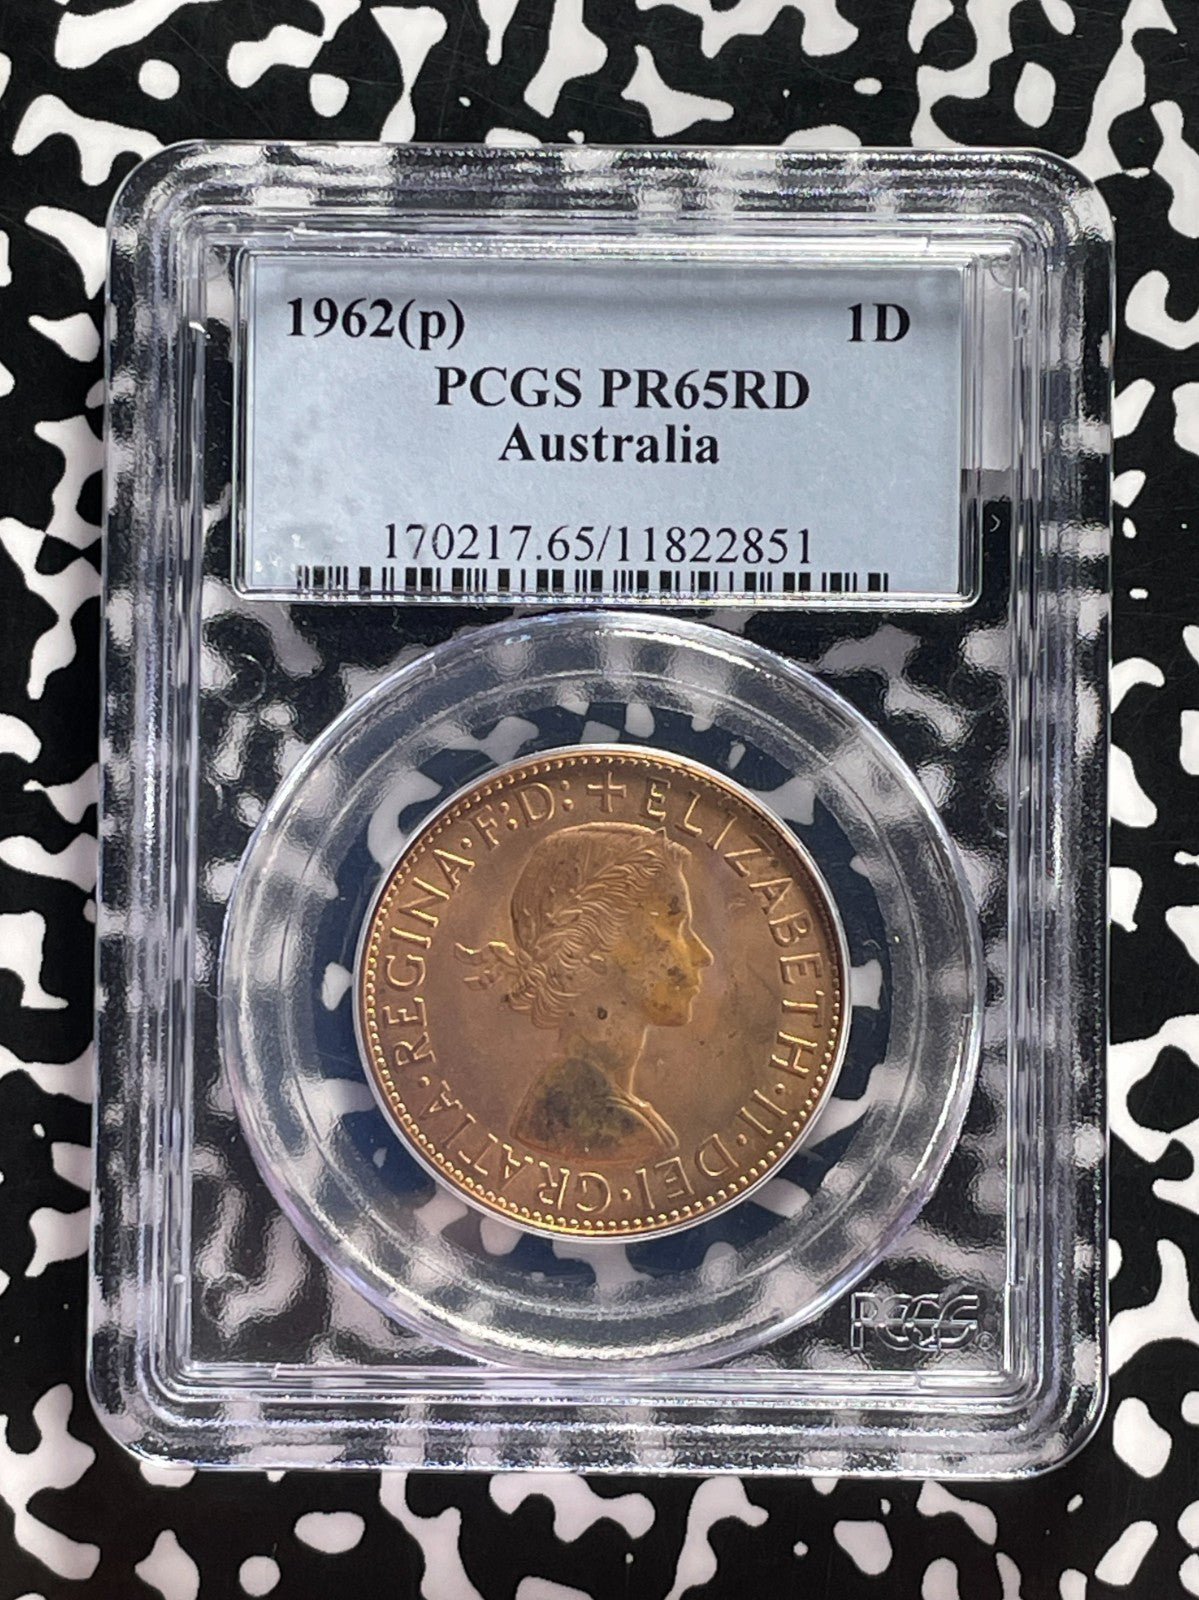 1962(p) 1D
PCGS PR65RD
Australia
170217.65/11822851
+ ELIZABETH·II·DEI·GRATIA·REGINA·F:D:
PCGS®